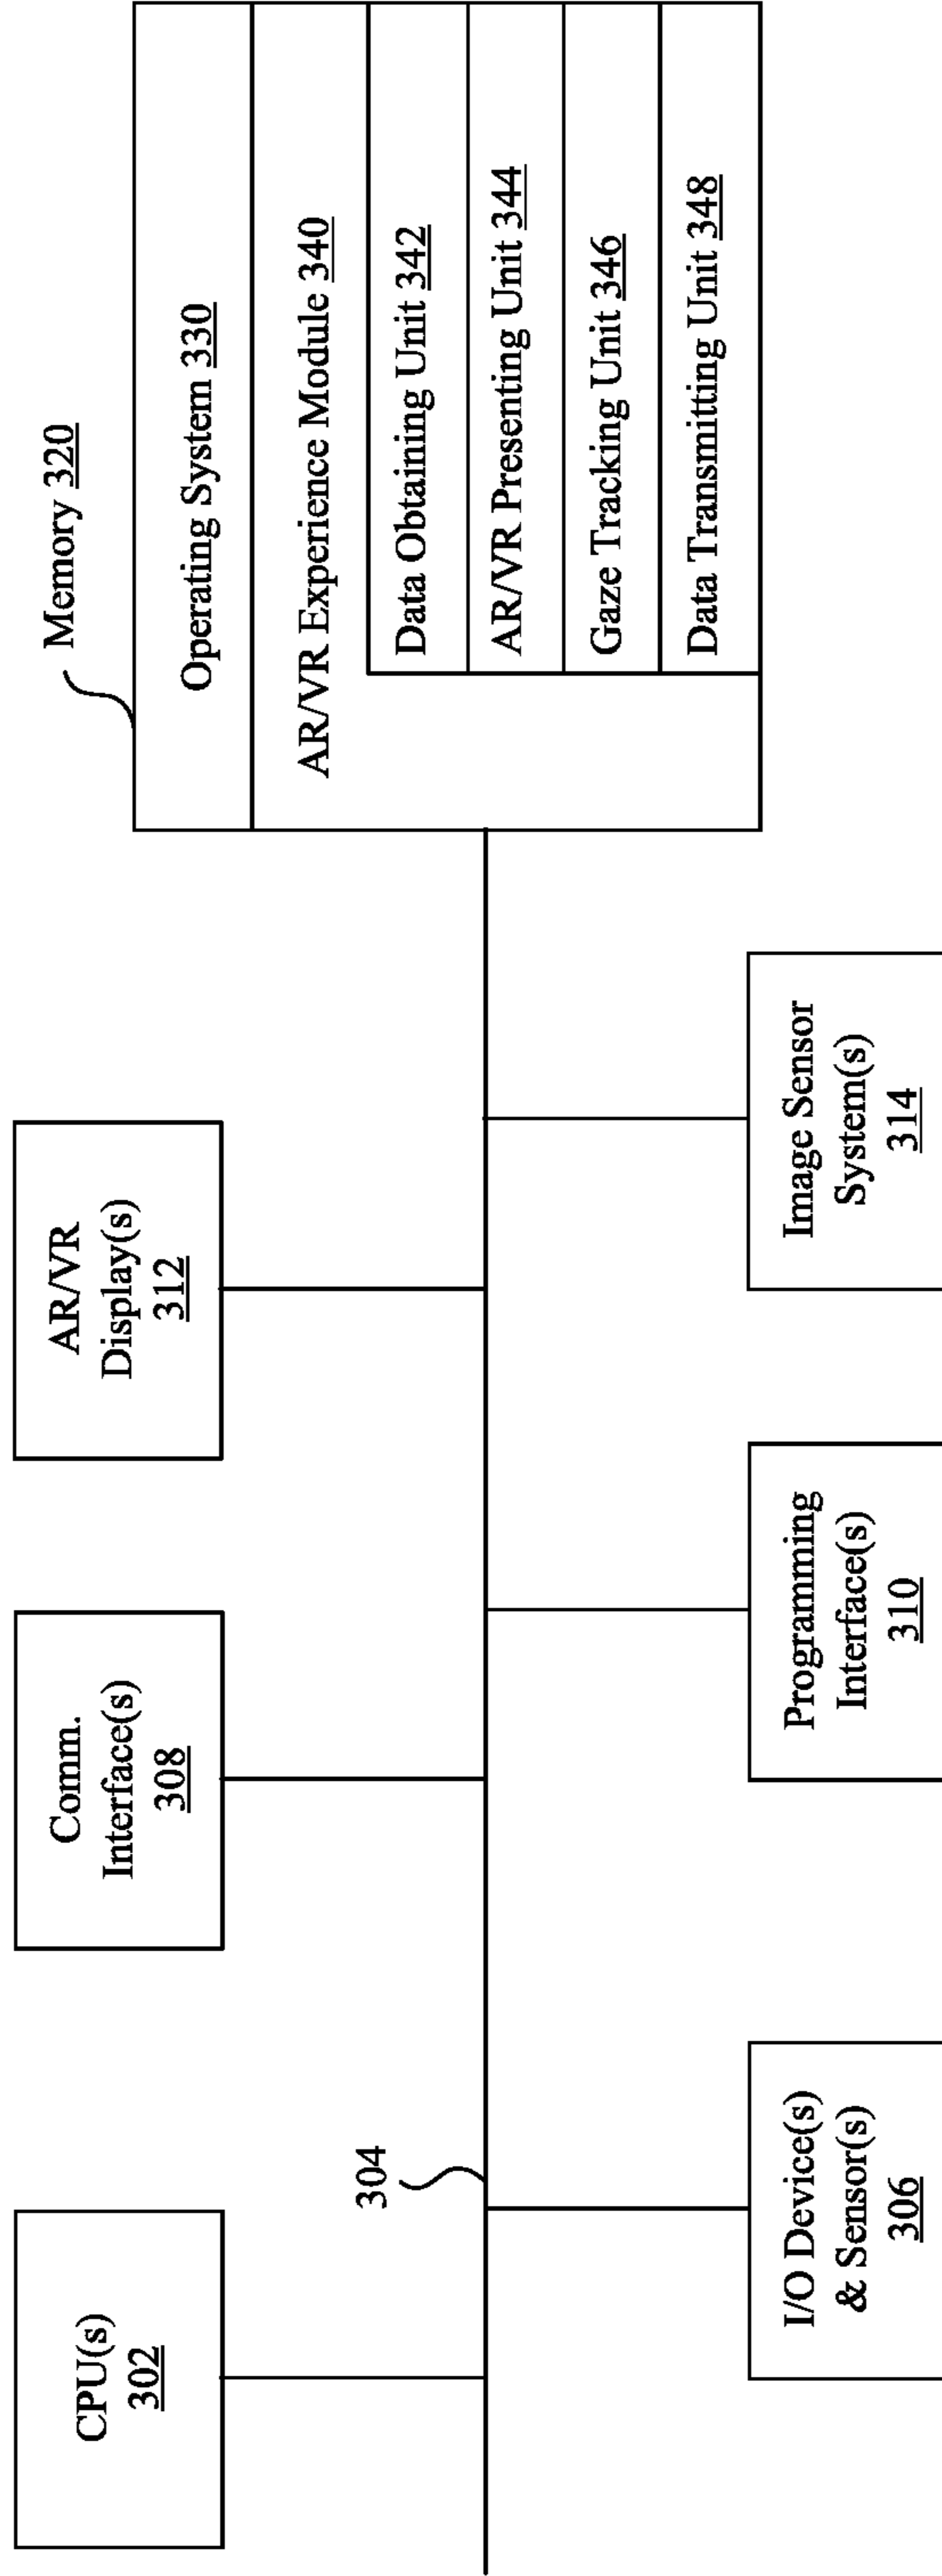 CPU(s)
302
Comm.
Interface(s)
308
AR/VR
Display(s)
312
304
I/O Device(s)
& Sensor(s)
306
Programming
Interface(s)
310
Image Sensor
System(s)
314
Memory 320
Operating System 330
AR/VR Experience Module 340
Data Obtaining Unit 342
AR/VR Presenting Unit 344
Gaze Tracking Unit 346
Data Transmitting Unit 348